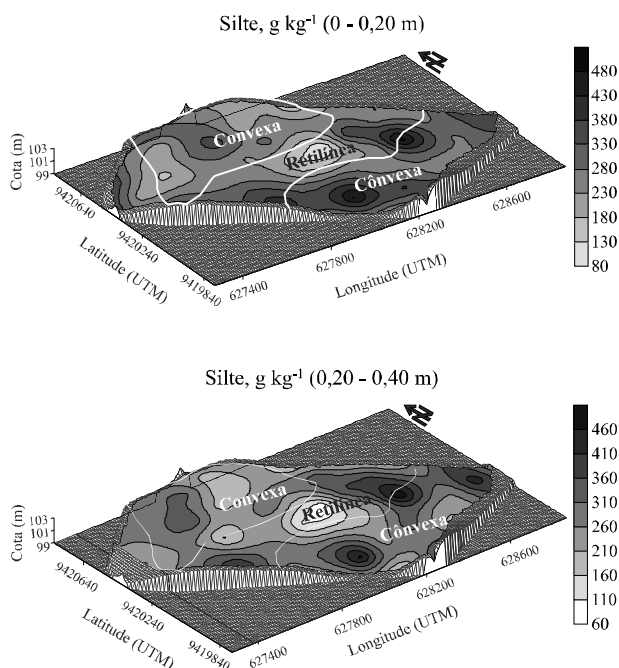 Silte, g kg⁻¹ (0 - 0,20 m)
N
Convexa
Retilínea
Cônvexa
Cota (m)
103
101
99
9420640
9420240
9419840
Latitude (UTM)
627400
627800
628200
628600
Longitude (UTM)
480
430
380
330
280
230
180
130
80
Silte, g kg⁻¹ (0,20 - 0,40 m)
N
Convexa
Retilínea
Cônvexa
Cota (m)
103
101
99
9420640
9420240
9419840
Latitude (UTM)
627400
627800
628200
628600
Longitude (UTM)
460
410
360
310
260
210
160
110
60